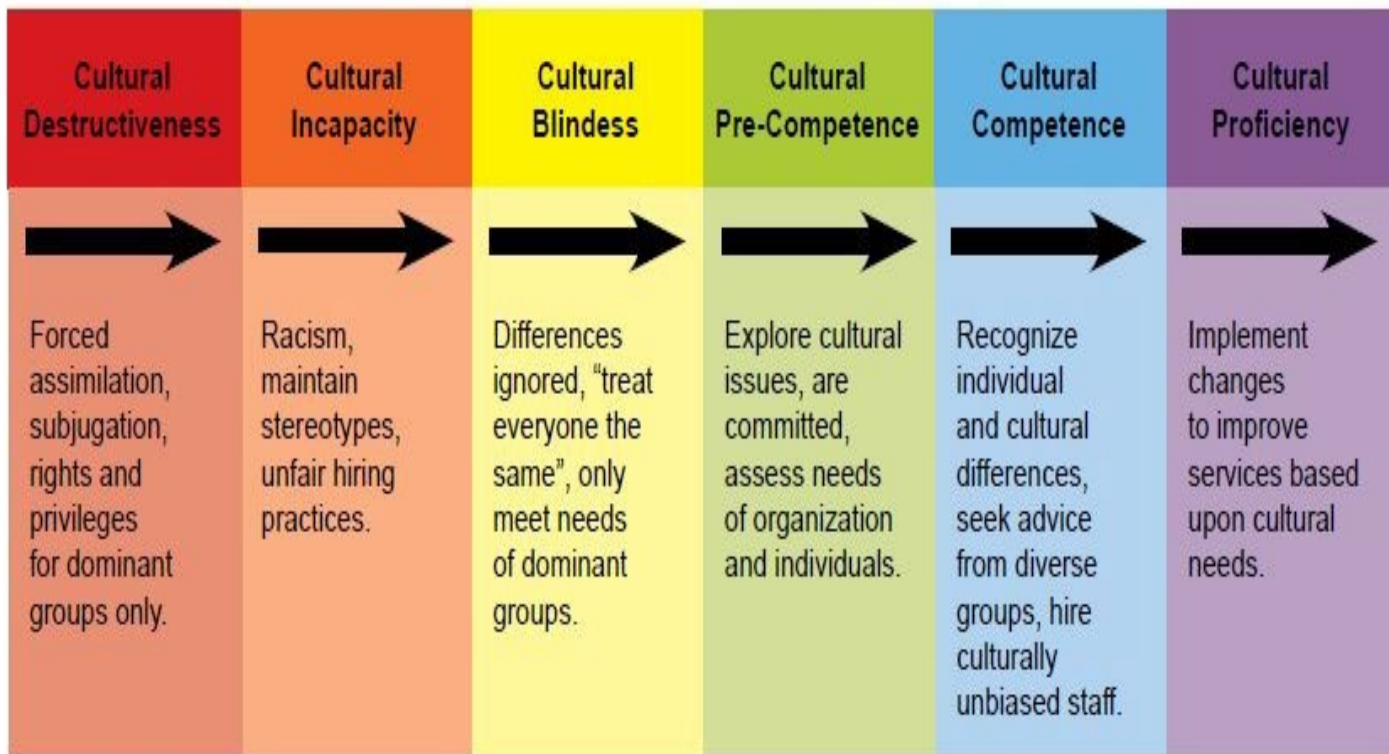 Cultural
Destructiveness
Cultural
Incapacity
Cultural
Blindess
Cultural
Pre-Competence
Cultural
Competence
Cultural
Proficiency
Forced
assimilation,
subjugation,
rights and
privileges
for dominant
groups only.
Racism,
maintain
stereotypes,
unfair hiring
practices.
Differences
ignored, “treat
everyone the
same”, only
meet needs
of dominant
groups.
Explore cultural
issues, are
committed,
assess needs
of organization
and individuals.
Recognize
individual
and cultural
differences,
seek advice
from diverse
groups, hire
culturally
unbiased staff.
Implement
changes
to improve
services based
upon cultural
needs.